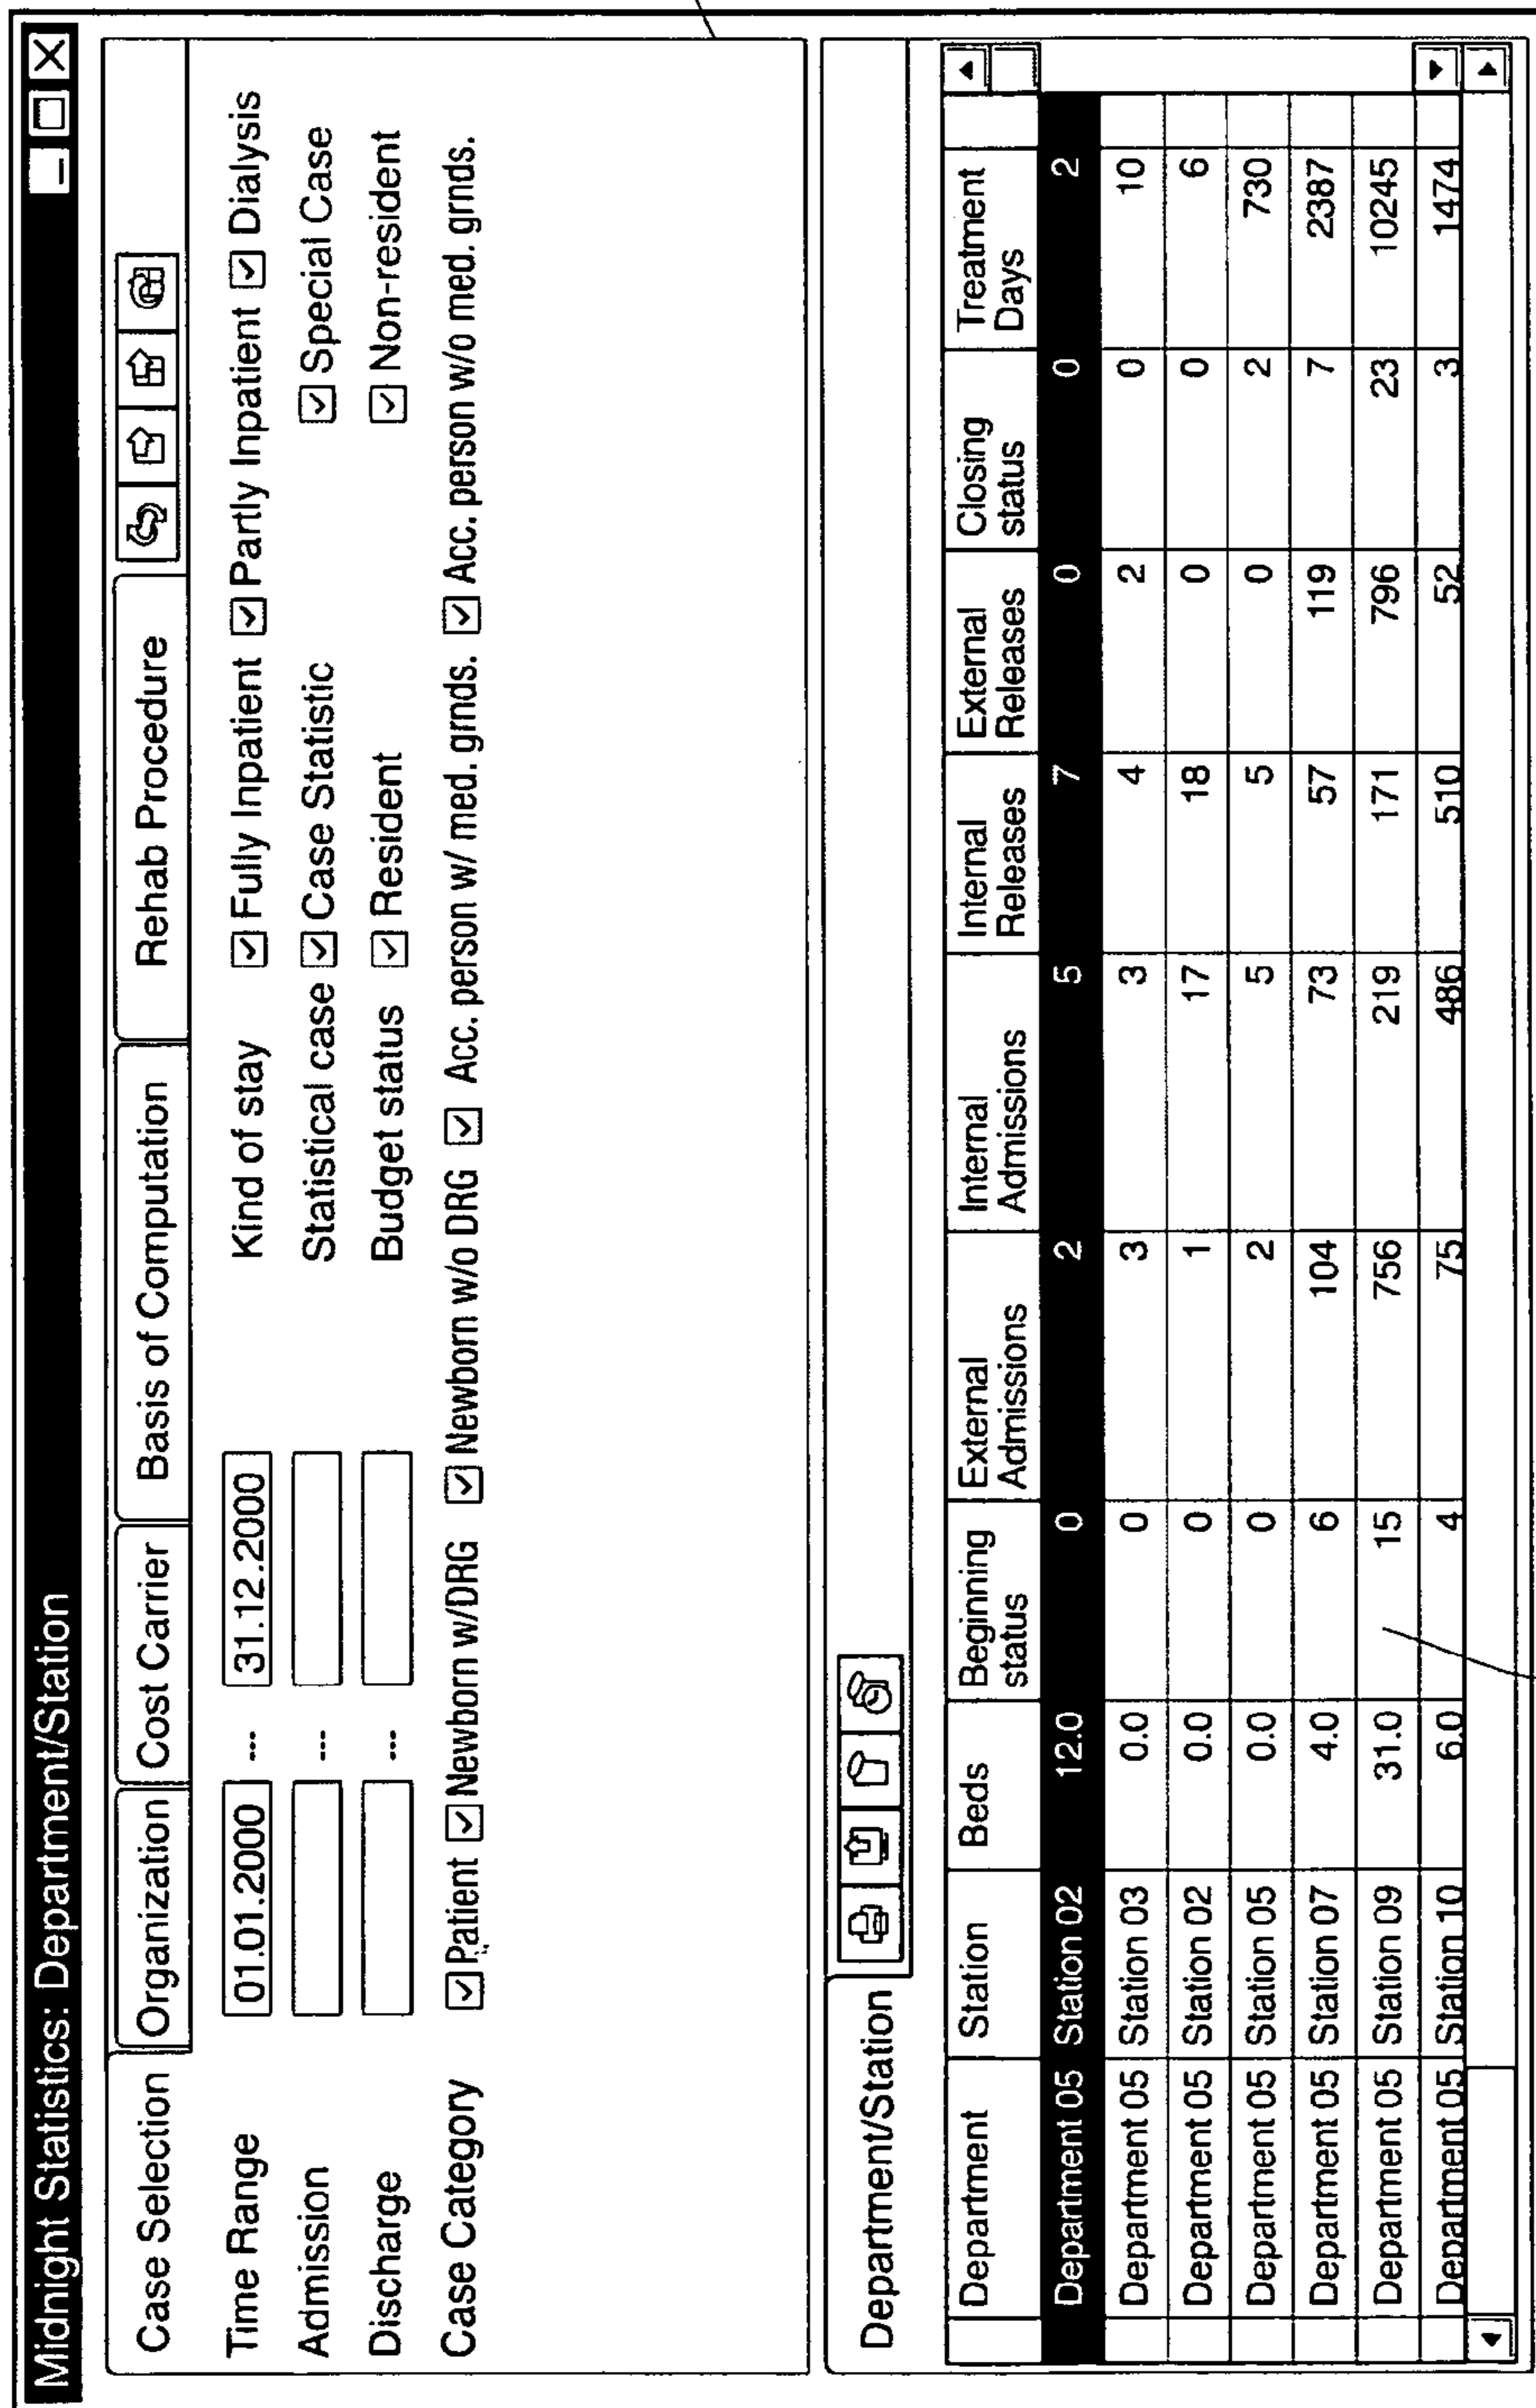 Midnight Statistics: Department/Station
Case Selection Organization Cost Carrier Basis of Computation Rehab Procedure
Time Range 01.01.2000 --- 31.12.2000 Kind of stay Fully Inpatient Partly Inpatient Dialysis
Admission --- Statistical case Case Statistic Special Case
Discharge --- Budget status Resident Non-resident
Case Category Patient Newborn w/DRG Newborn w/o DRG Acc. person w/ med. grnds. Acc. person w/o med. grnds.
Department/Station
Department Station Beds Beginning status External Admissions Internal Admissions Internal Releases External Releases Closing status Treatment Days
Department 05 Station 02 12.0 0 2 5 7 0 0 2
Department 05 Station 03 0.0 0 3 3 4 2 0 10
Department 05 Station 02 0.0 0 1 17 18 0 0 6
Department 05 Station 05 0.0 0 2 5 5 0 2 730
Department 05 Station 07 4.0 6 104 73 57 119 7 2387
Department 05 Station 09 31.0 15 756 219 171 796 23 10245
Department 05 Station 10 6.0 4 75 486 510 52 3 1474